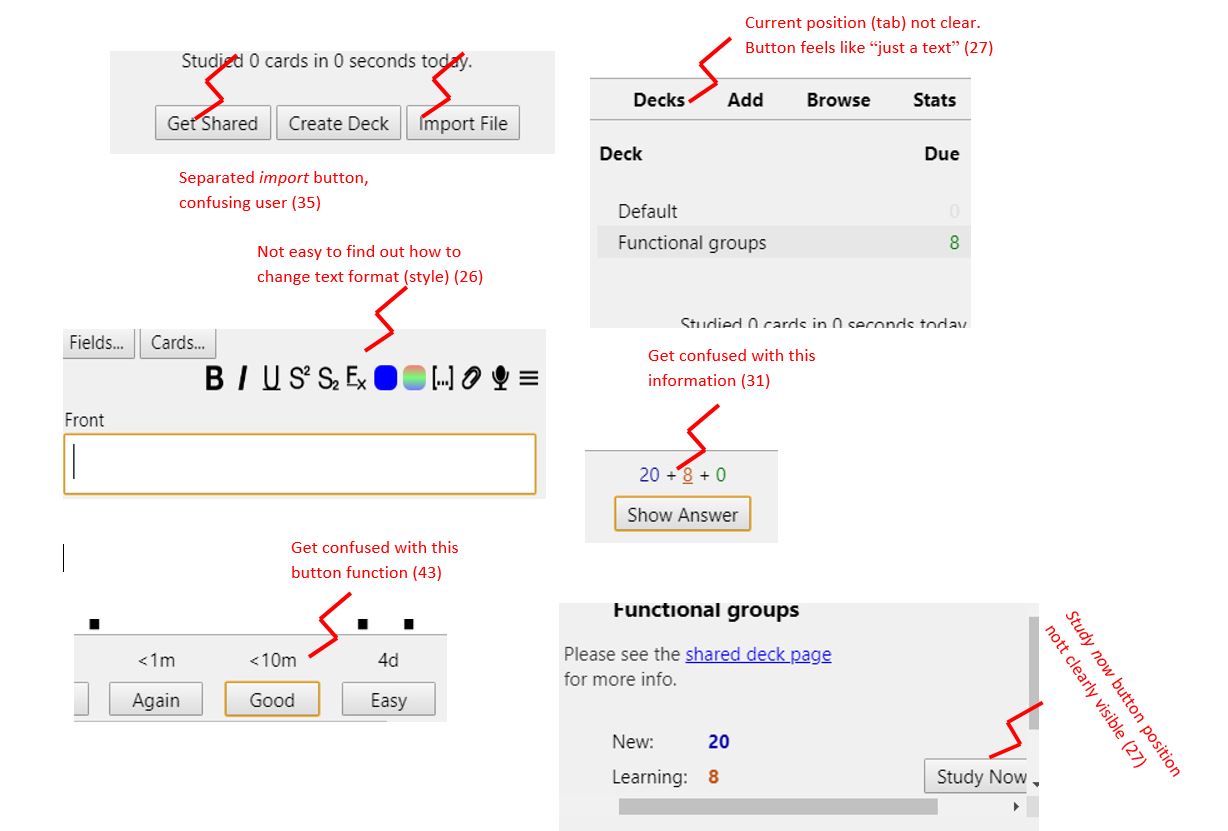 Current position (tab) not clear.
Button feels like “just a text” (27)
Studied 0 cards in 0 seconds today.
Get Shared Create Deck Import File
Separated import button,
confusing user (35)
Decks Add Browse Stats
Deck Due
Default 0
Functional groups 8
Studied 0 cards in 0 seconds today
Not easy to find out how to
change text format (style) (26)
Fields... Cards...
B I U S² S₂ Eₓ [...]
Front
Get confused with this
information (31)
20 + 8 + 0
Show Answer
Get confused with this
button function (43)
<1m <10m 4d
Again Good Easy
Functional groups
Please see the shared deck page
for more info.
New: 20
Learning: 8
Study Now
Study now button position
nott clearly visible (27)